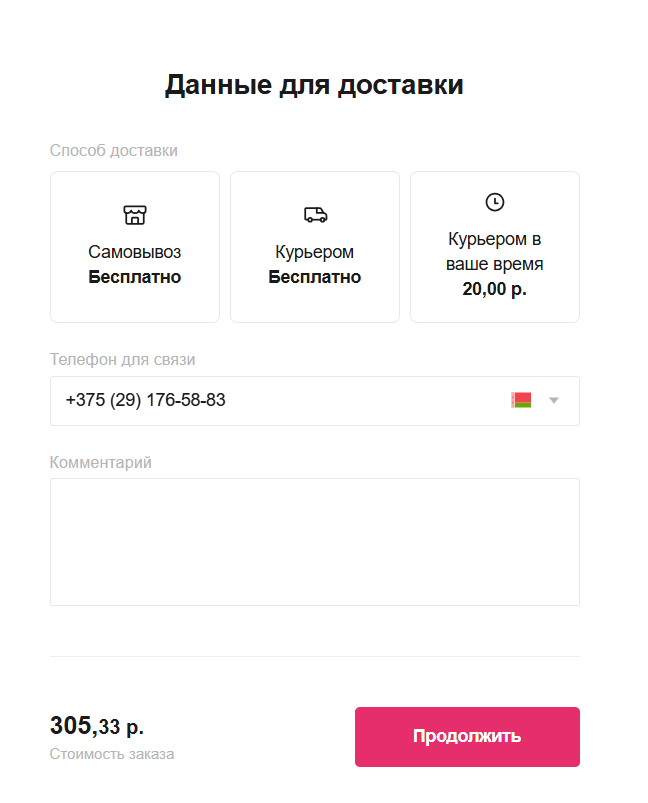 Данные для доставки
Способ доставки
Самовывоз
Бесплатно
Курьером
Бесплатно
Курьером в
ваше время
20,00 р.
Телефон для связи
+375 (29) 176-58-83
Комментарий
305,33 р.
Стоимость заказа
Продолжить